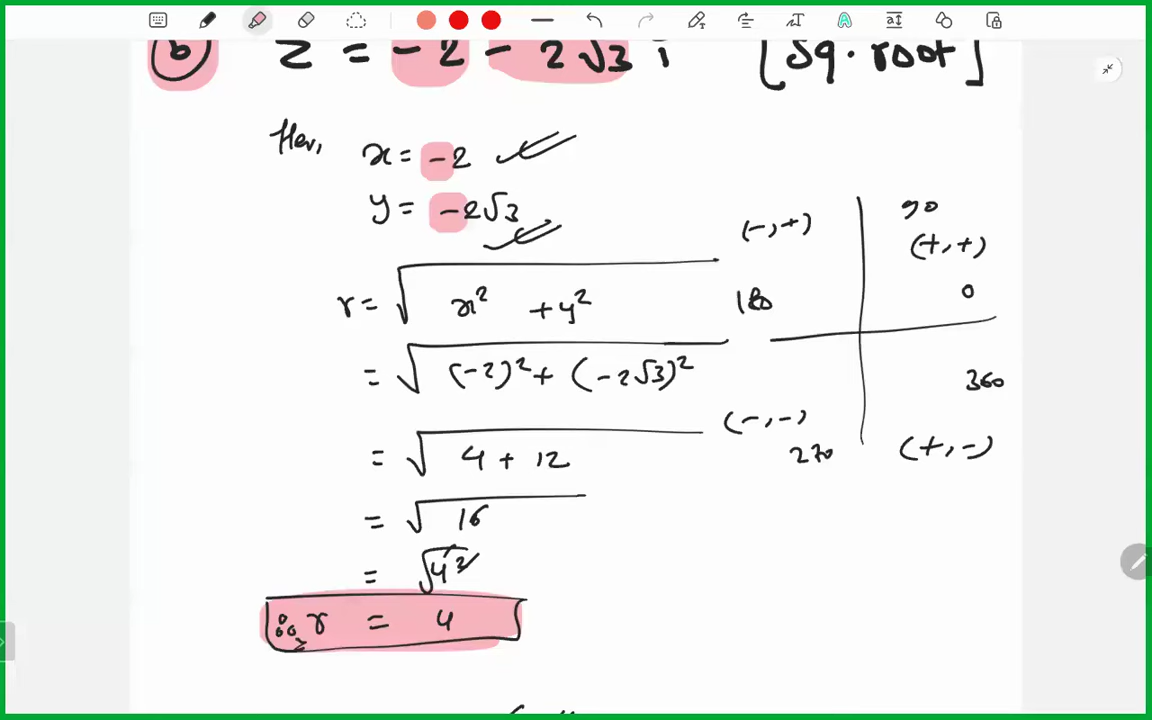 (b) Z = -2 - 2√3 i [Sq. root]
Her,
x = -2
y = -2√3
(-,+)
90
(+,+)
r = √x² + y²
180
0
= √(-2)² + (-2√3)²
360
(-,-)
= √4 + 12
270
(+,-)
= √16
= √4²
∴ r = 4